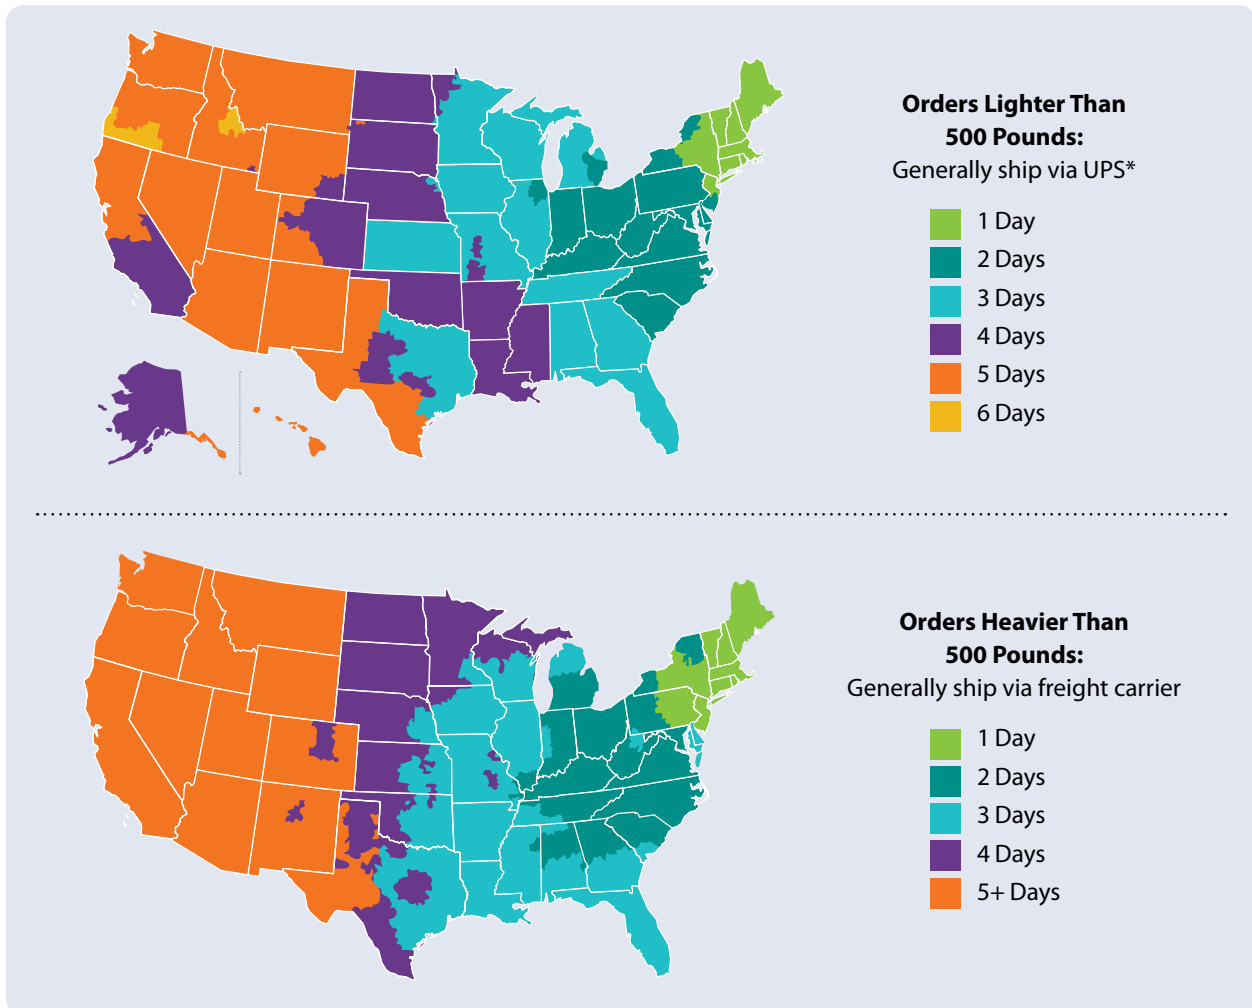 Orders Lighter Than
500 Pounds:
Generally ship via UPS*
1 Day
2 Days
3 Days
4 Days
5 Days
6 Days
Orders Heavier Than
500 Pounds:
Generally ship via freight carrier
1 Day
2 Days
3 Days
4 Days
5+ Days